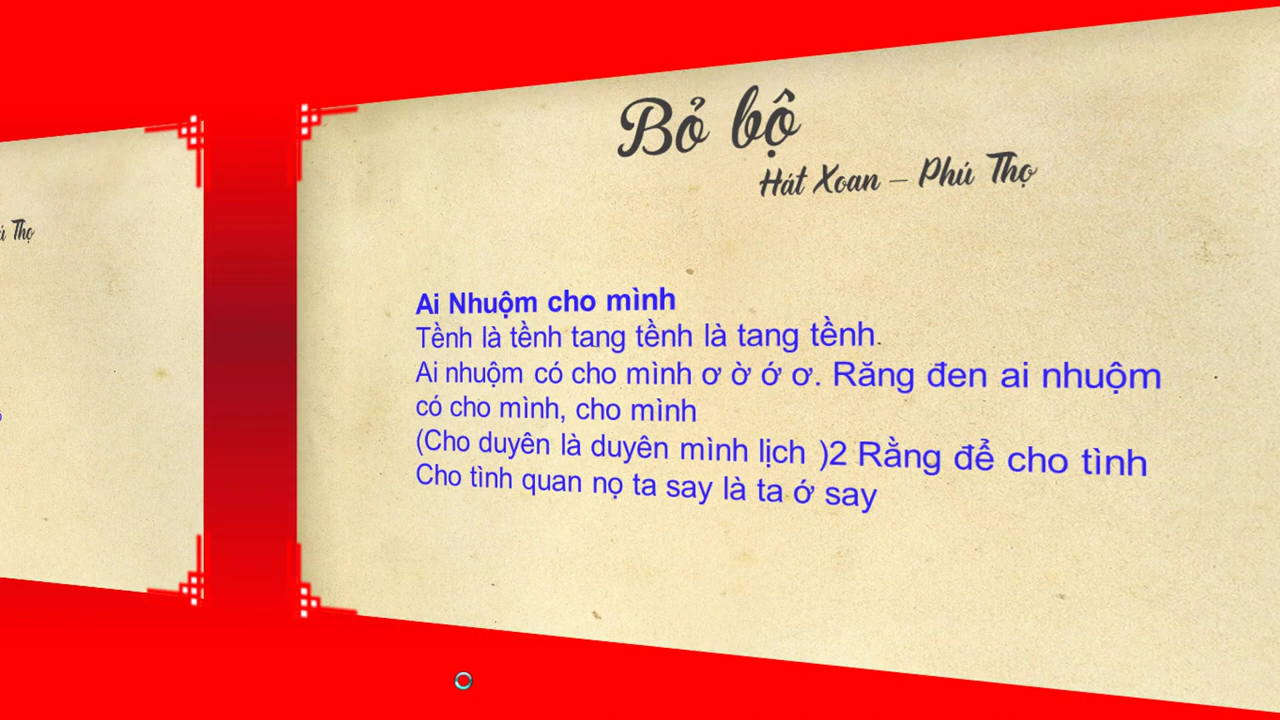 Bỏ bộ
Hát Xoan – Phú Thọ
Thọ
Ai Nhuộm cho mình
Tềnh là tềnh tang tềnh là tang tềnh.
Ai nhuộm có cho mình ơ ờ ớ ơ. Răng đen ai nhuộm
có cho mình, cho mình
(Cho duyên là duyên mình lịch )2 Rằng để cho tình
Cho tình quan nọ ta say là ta ớ say